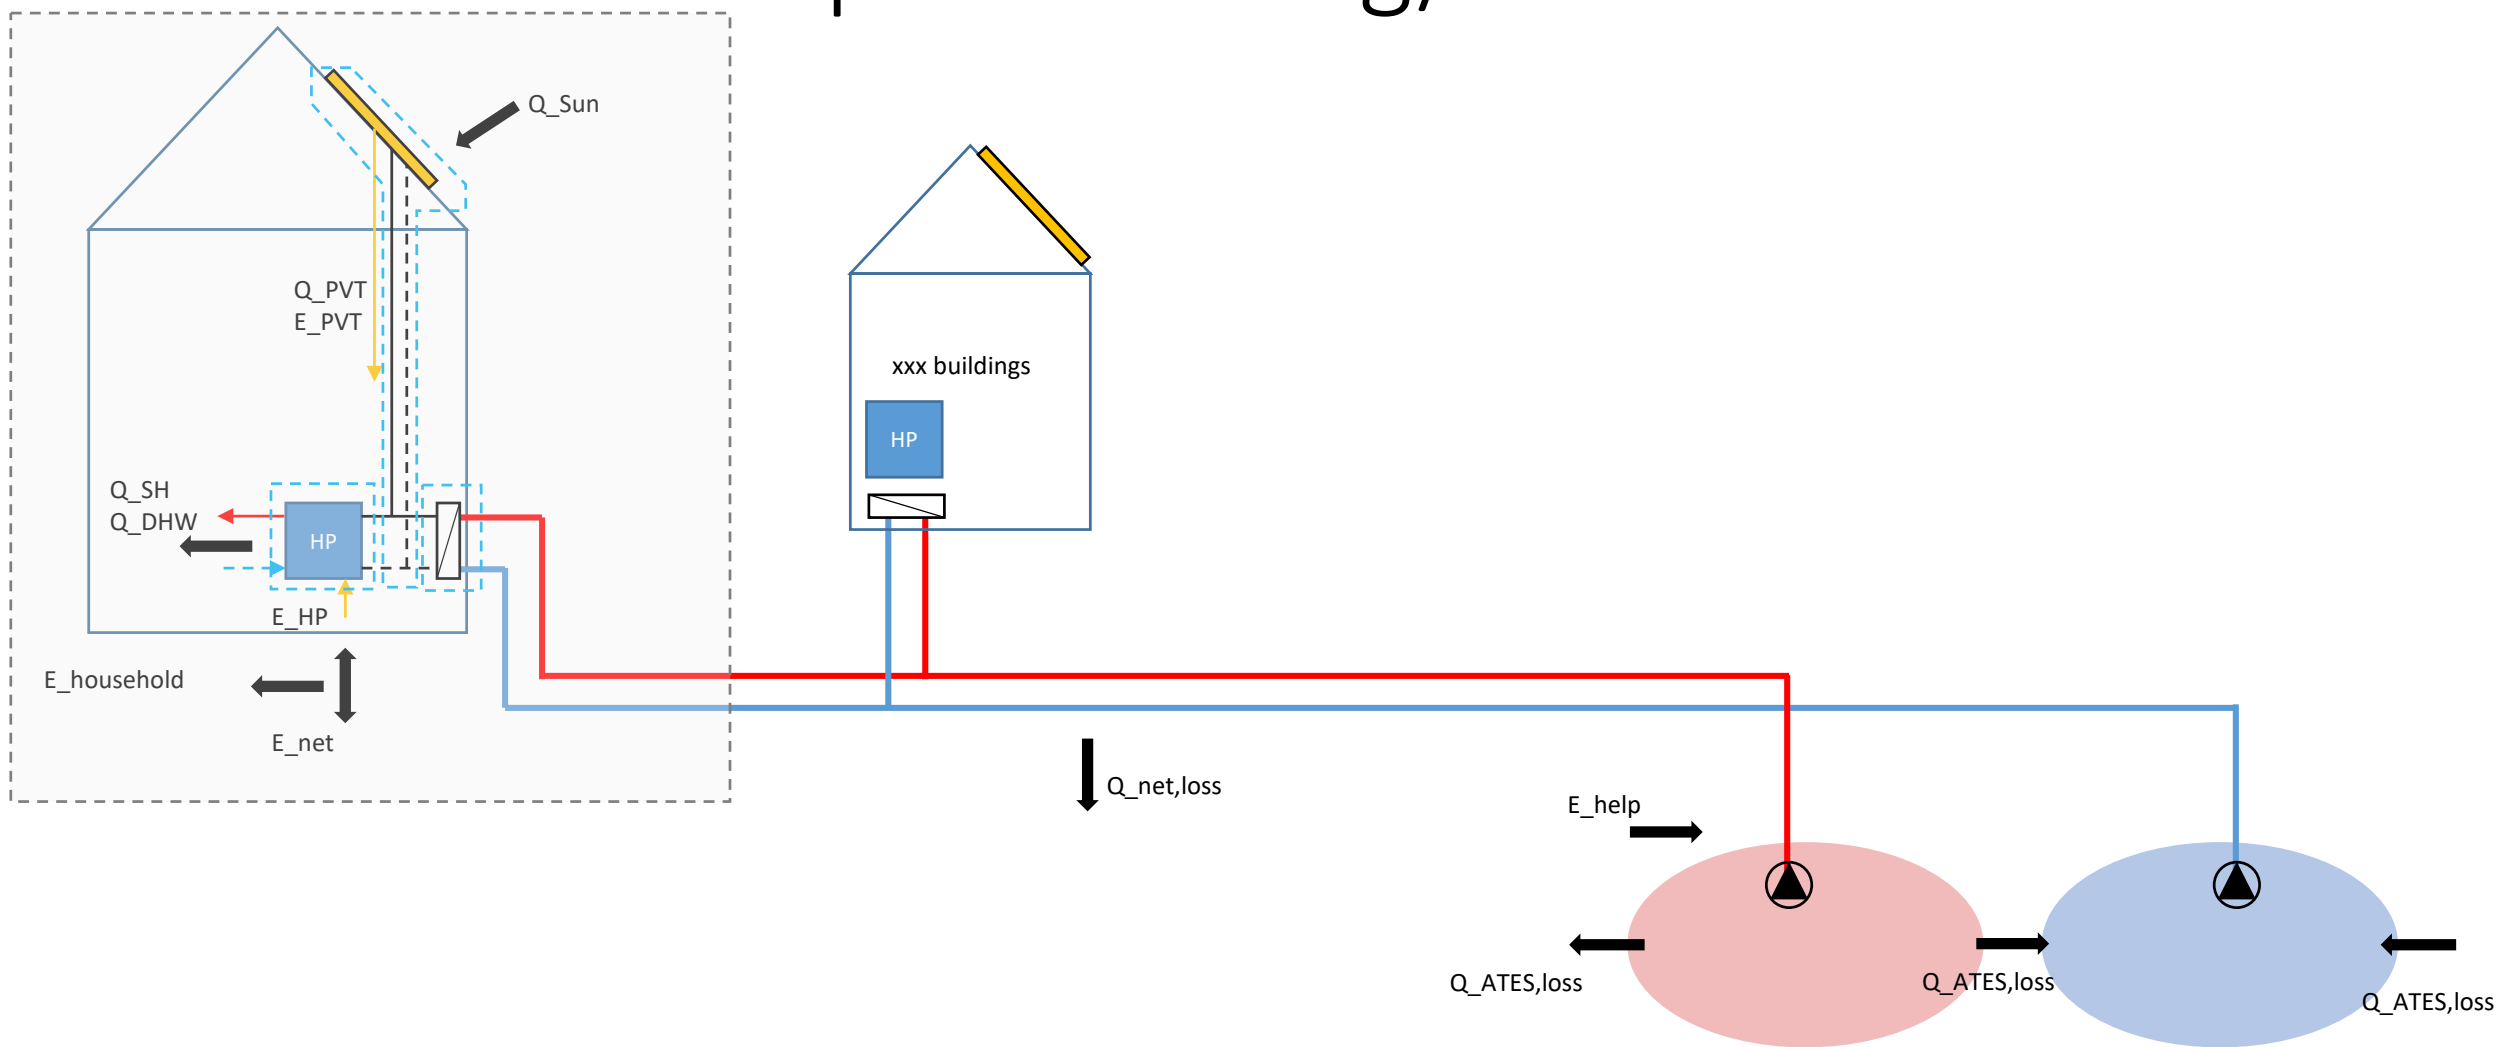 Q_Sun
Q_PVT
E_PVT
xxx buildings
HP
Q_SH
Q_DHW
HP
E_HP
E_household
E_net
Q_net,loss
E_help
Q_ATES,loss
Q_ATES,loss
Q_ATES,loss